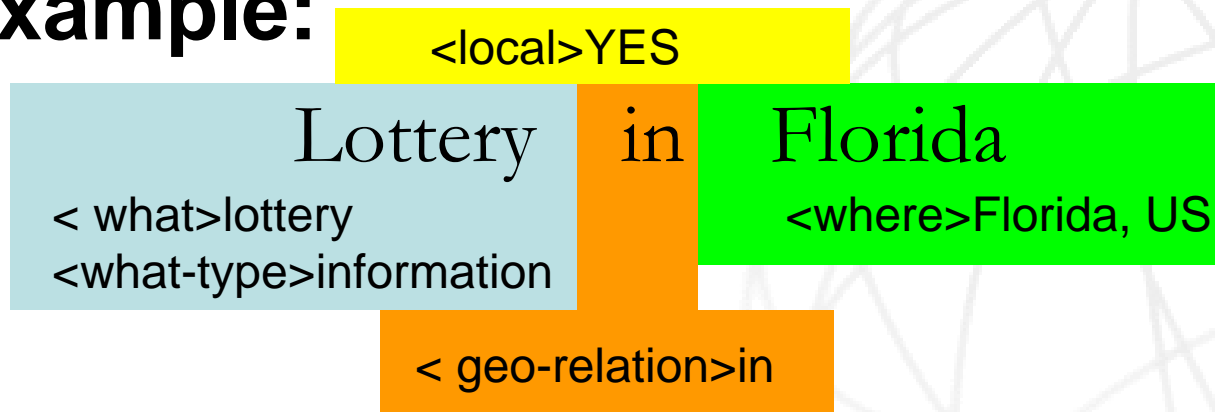 xample:
<local>YES
Lottery in Florida
< what>lottery
<where>Florida, US
<what-type>information
< geo-relation>in